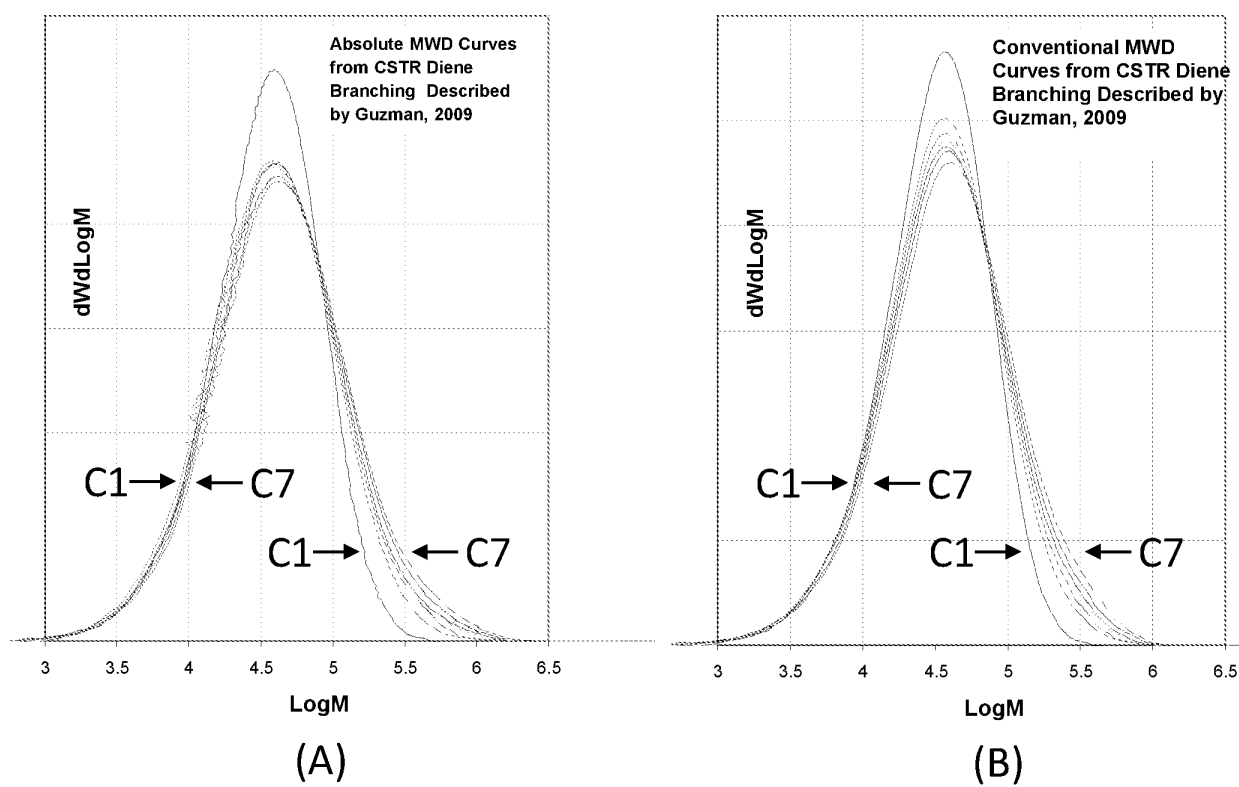 Absolute MWD Curves
from CSTR Diene
Branching Described
by Guzman, 2009
dWdLogM
C1
C7
C1
C7
3 3.5 4 4.5 5 5.5 6 6.5
LogM
(A)
Conventional MWD
Curves from CSTR Diene
Branching Described by
Guzman, 2009
dWdLogM
C1
C7
C1
C7
3 3.5 4 4.5 5 5.5 6 6.5
LogM
(B)